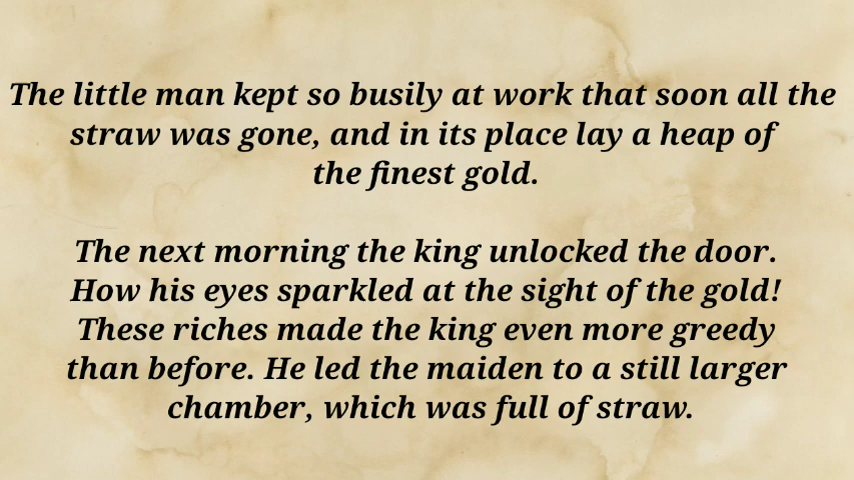 The little man kept so busily at work that soon all the
straw was gone, and in its place lay a heap of
the finest gold.
The next morning the king unlocked the door.
How his eyes sparkled at the sight of the gold!
These riches made the king even more greedy
than before. He led the maiden to a still larger
chamber, which was full of straw.